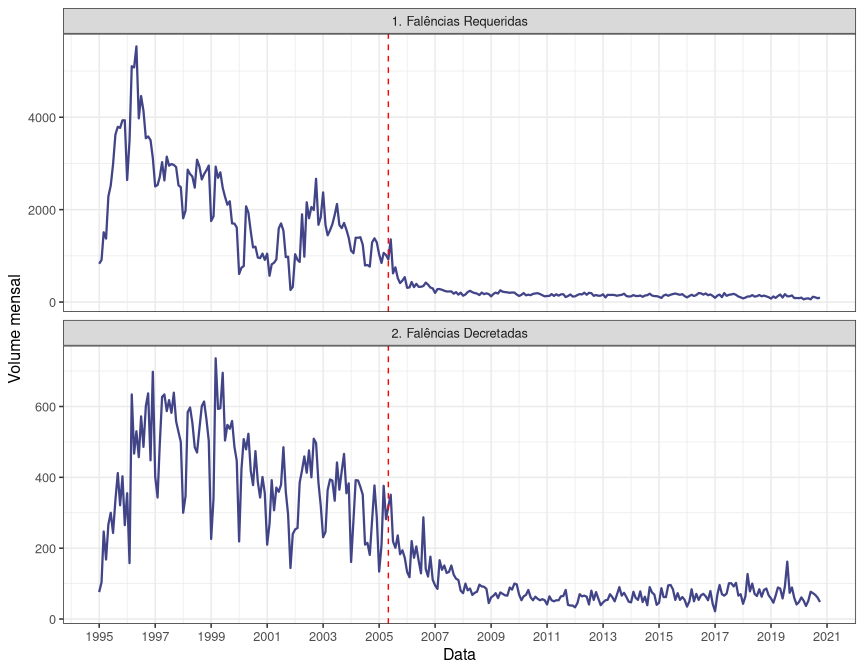 1. Falências Requeridas
4000
2000
0
2. Falências Decretadas
600
400
200
0
Volume mensal
1995 1997 1999 2001 2003 2005 2007 2009 2011 2013 2015 2017 2019 2021
Data